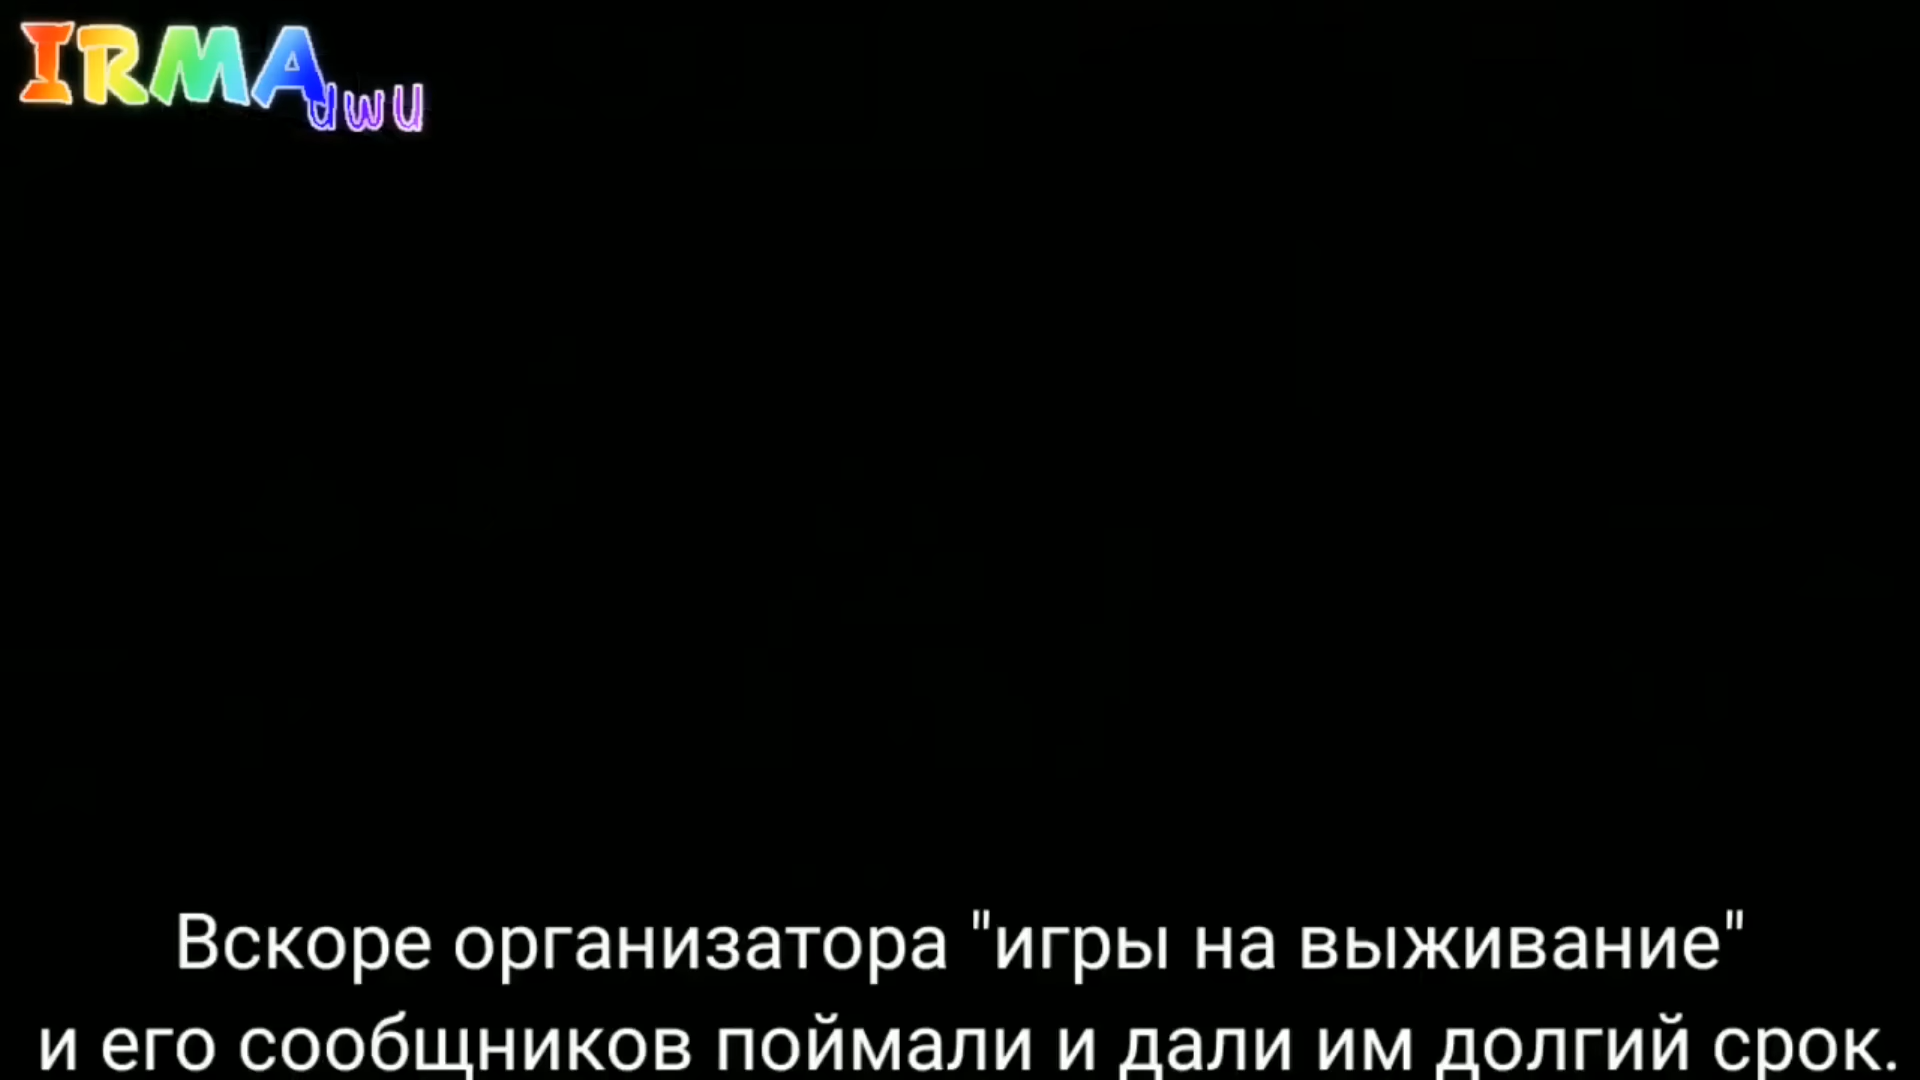 IRMA
uwu
Вскоре организатора "игры на выживание"
и его сообщников поймали и дали им долгий срок.